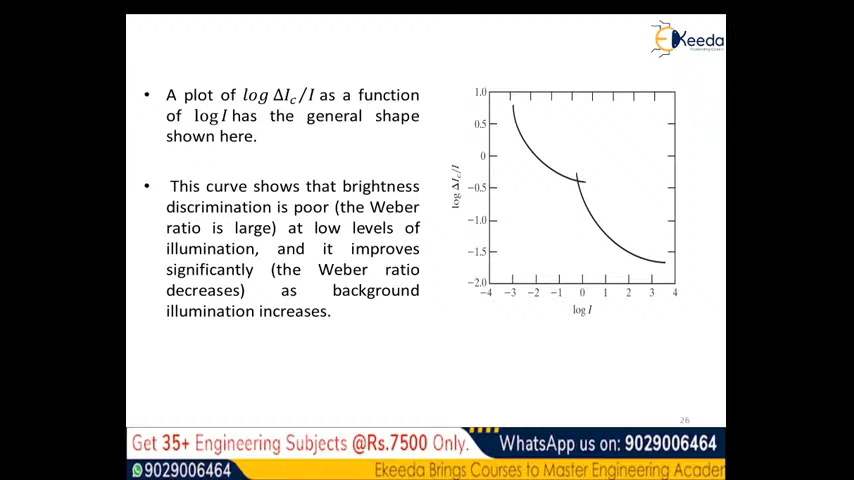 EKeeda
• A plot of log ΔIc/I as a function
of log I has the general shape
shown here.
• This curve shows that brightness
discrimination is poor (the Weber
ratio is large) at low levels of
illumination, and it improves
significantly (the Weber ratio
decreases) as background
illumination increases.
1.0
0.5
0
−0.5
−1.0
−1.5
−2.0
log ΔIc/I
−4 −3 −2 −1 0 1 2 3 4
log I
26
Get 35+ Engineering Subjects @Rs.7500 Only.
WhatsApp us on: 9029006464
9029006464
Ekeeda Brings Courses to Master Engineering Academ